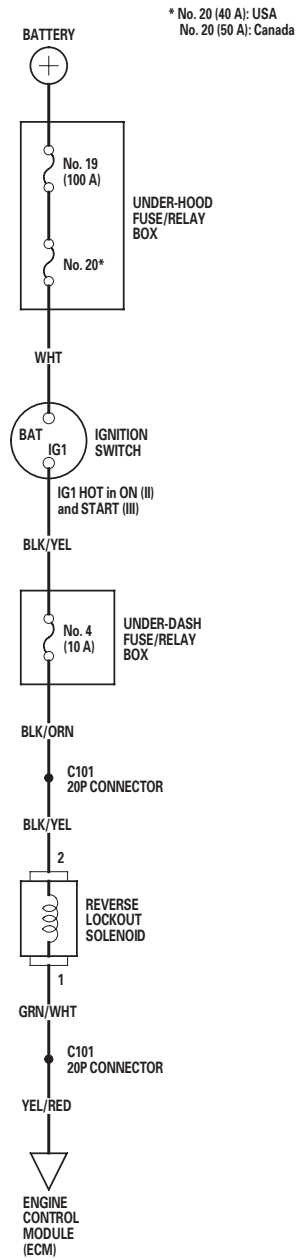 * No. 20 (40 A): USA
No. 20 (50 A): Canada
BATTERY
No. 19
(100 A)
UNDER-HOOD
FUSE/RELAY
BOX
No. 20*
WHT
BAT
IG1
IGNITION
SWITCH
IG1 HOT in ON (II)
and START (III)
BLK/YEL
No. 4
(10 A)
UNDER-DASH
FUSE/RELAY
BOX
BLK/ORN
C101
20P CONNECTOR
BLK/YEL
2
REVERSE
LOCKOUT
SOLENOID
1
GRN/WHT
C101
20P CONNECTOR
YEL/RED
ENGINE
CONTROL
MODULE
(ECM)